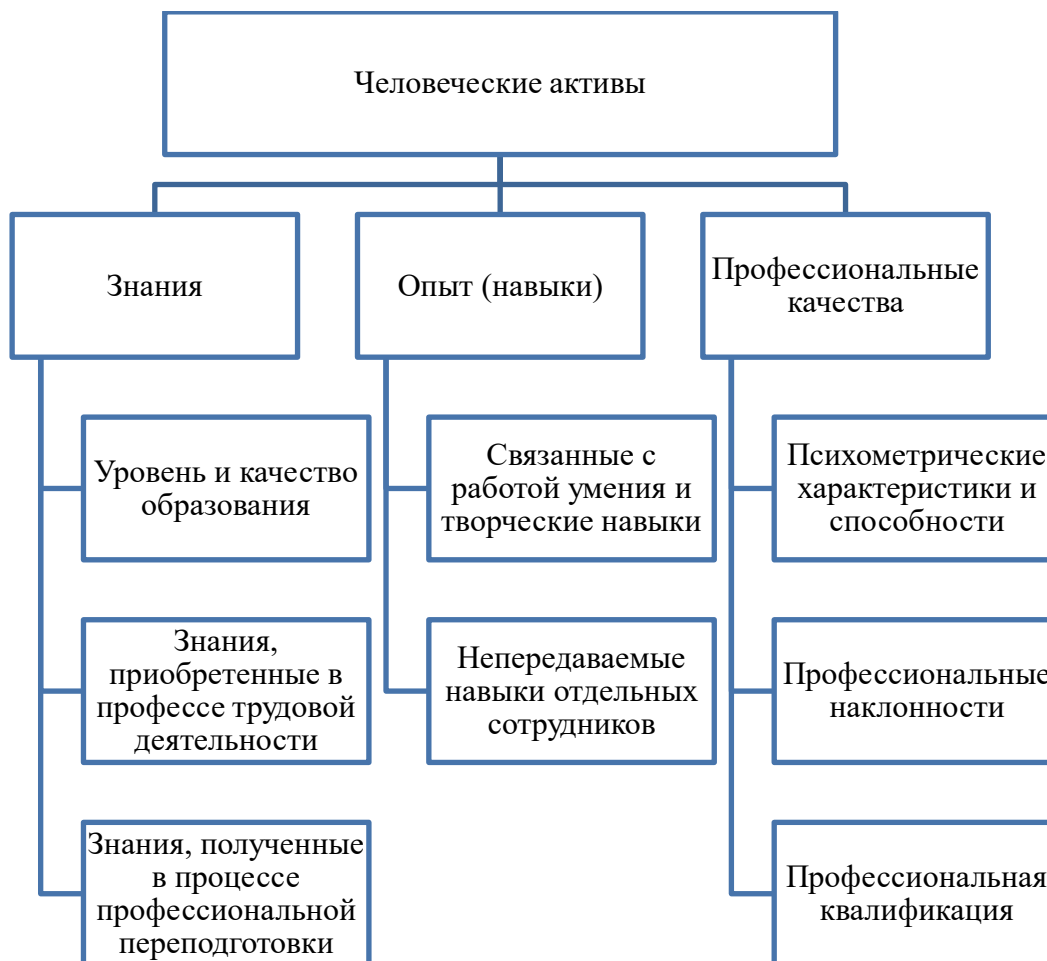 Человеческие активы
Знания
Опыт (навыки)
Профессиональные
качества
Уровень и качество
образования
Связанные с
работой умения и
творческие навыки
Психометрические
характеристики и
способности
Знания,
приобретенные в
профессе трудовой
деятельности
Непередаваемые
навыки отдельных
сотрудников
Профессиональные
наклонности
Знания, полученные
в процессе
профессиональной
переподготовки
Профессиональная
квалификация